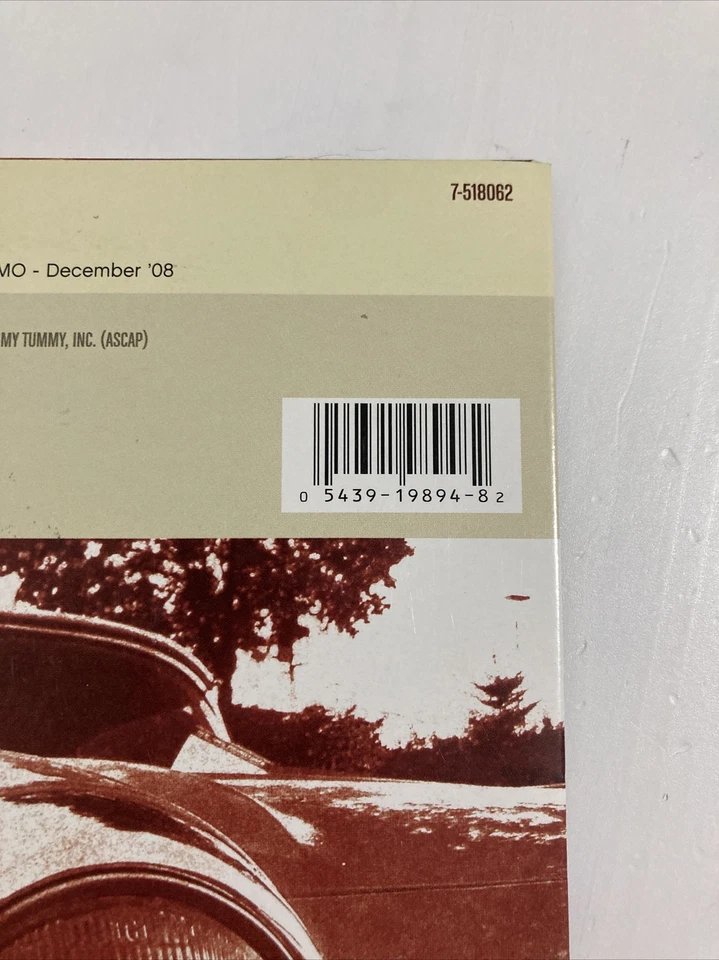 7-518062
MO - December '08
MY TUMMY, INC. (ASCAP)
0 5439-19894-8 2